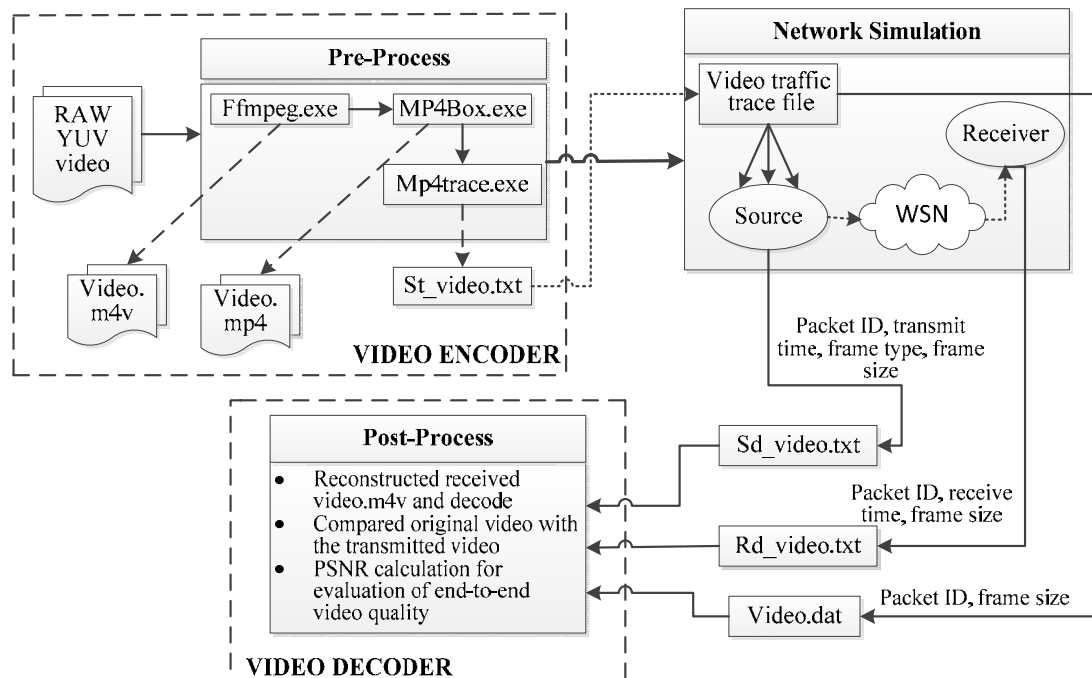 Pre-Process
RAW
YUV
video
Ffmpeg.exe
MP4Box.exe
Mp4trace.exe
St_video.txt
Video.
m4v
Video.
mp4
VIDEO ENCODER
Network Simulation
Video traffic
trace file
Receiver
Source
WSN
Packet ID, transmit
time, frame type, frame
size
Sd_video.txt
Packet ID, receive
time, frame size
Rd_video.txt
Packet ID, frame size
Video.dat
Post-Process
• Reconstructed received
video.m4v and decode
• Compared original video with
the transmitted video
• PSNR calculation for
evaluation of end-to-end
video quality
VIDEO DECODER